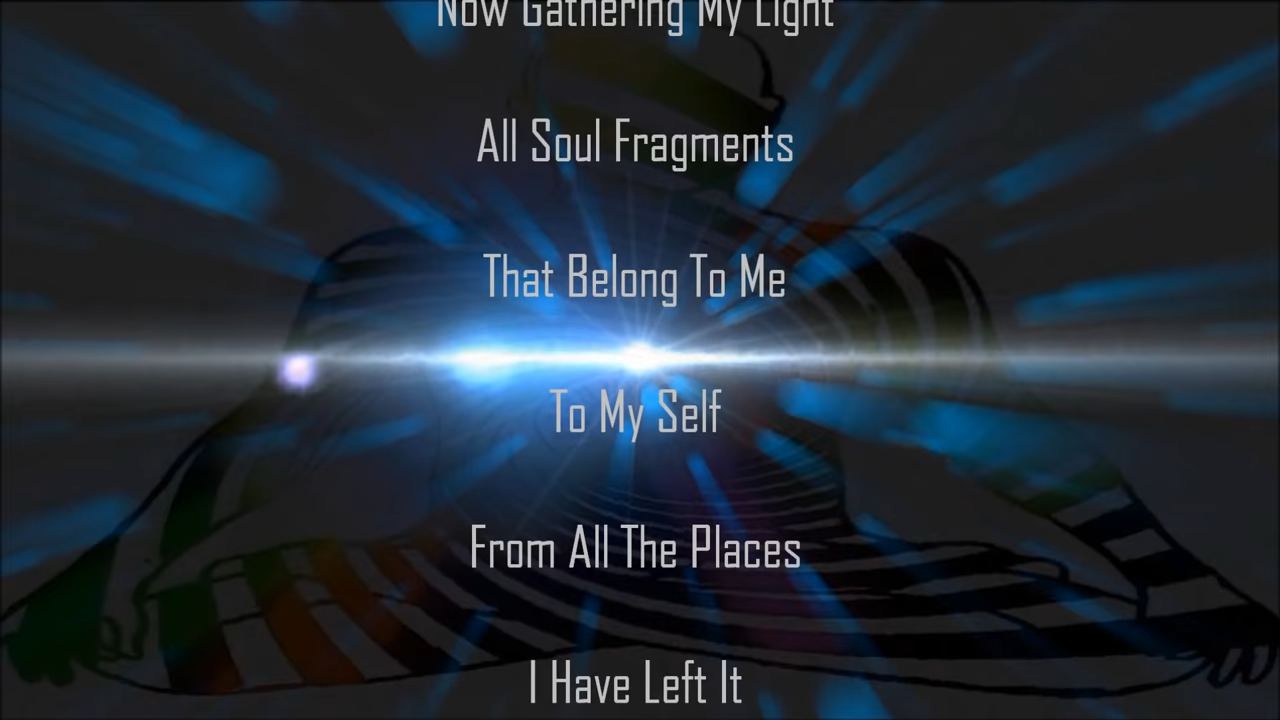 Now Gathering My Light
All Soul Fragments
That Belong To Me
To My Self
From All The Places
I Have Left It